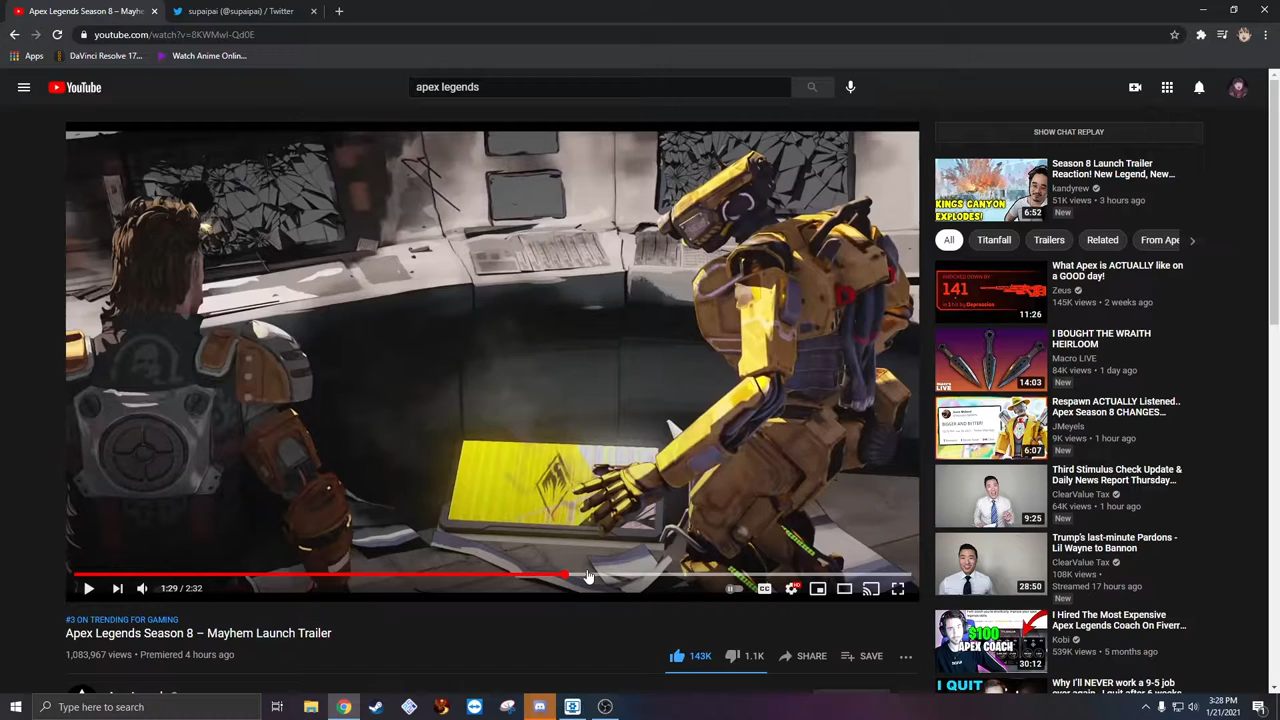 Apex Legends Season 8 – Mayhe
supaipai (@supaipai) / Twitter
youtube.com/watch?v=8KWMwI-Qd0E
Apps
DaVinci Resolve 17...
Watch Anime Onlin...
YouTube
apex legends
SHOW CHAT REPLAY
Season 8 Launch Trailer
Reaction! New Legend, New...
kandyrew
51K views • 3 hours ago
New
KINGS CANYON
EXPLODES!
6:52
All
Titanfall
Trailers
Related
From Ape
What Apex is ACTUALLY like on
a GOOD day!
Zeus
145K views • 2 weeks ago
141
11:26
I BOUGHT THE WRAITH
HEIRLOOM
Macro LIVE
84K views • 1 day ago
New
macro
LIVE
14:03
Respawn ACTUALLY Listened..
Apex Season 8 CHANGES...
JMeyels
9K views • 1 hour ago
New
BIGGER AND BETTER!
6:07
Third Stimulus Check Update &
Daily News Report Thursday...
ClearValue Tax
64K views • 1 hour ago
New
9:25
Trump's last-minute Pardons -
Lil Wayne to Bannon
ClearValue Tax
108K views •
Streamed 17 hours ago
New
28:50
I Hired The Most Expensive
Apex Legends Coach On Fiverr...
Kobi
539K views • 5 months ago
$100
APEX COACH
30:12
Why I'll NEVER work a 9-5 job
I QUIT
1:29 / 2:32
CC
HD
#3 ON TRENDING FOR GAMING
Apex Legends Season 8 – Mayhem Launch Trailer
1,083,967 views • Premiered 4 hours ago
143K
1.1K
SHARE
SAVE
Type here to search
3:28 PM
1/21/2021